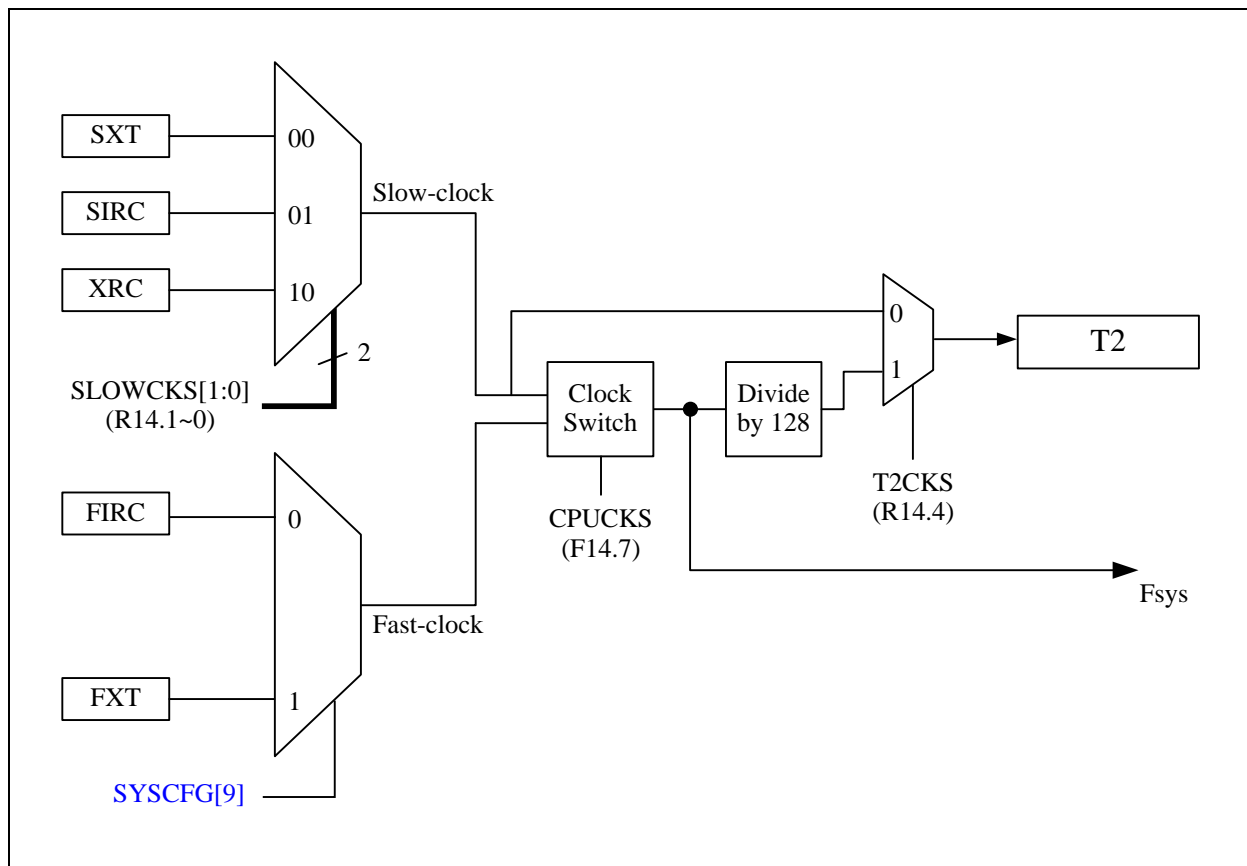 SXT
00
Slow-clock
SIRC
01
XRC
10
2
SLOWCKS[1:0]
(R14.1~0)
0
1
T2
Clock
Switch
Divide
by 128
CPUCKS
(F14.7)
T2CKS
(R14.4)
Fsys
FIRC
0
Fast-clock
FXT
1
SYSCFG[9]